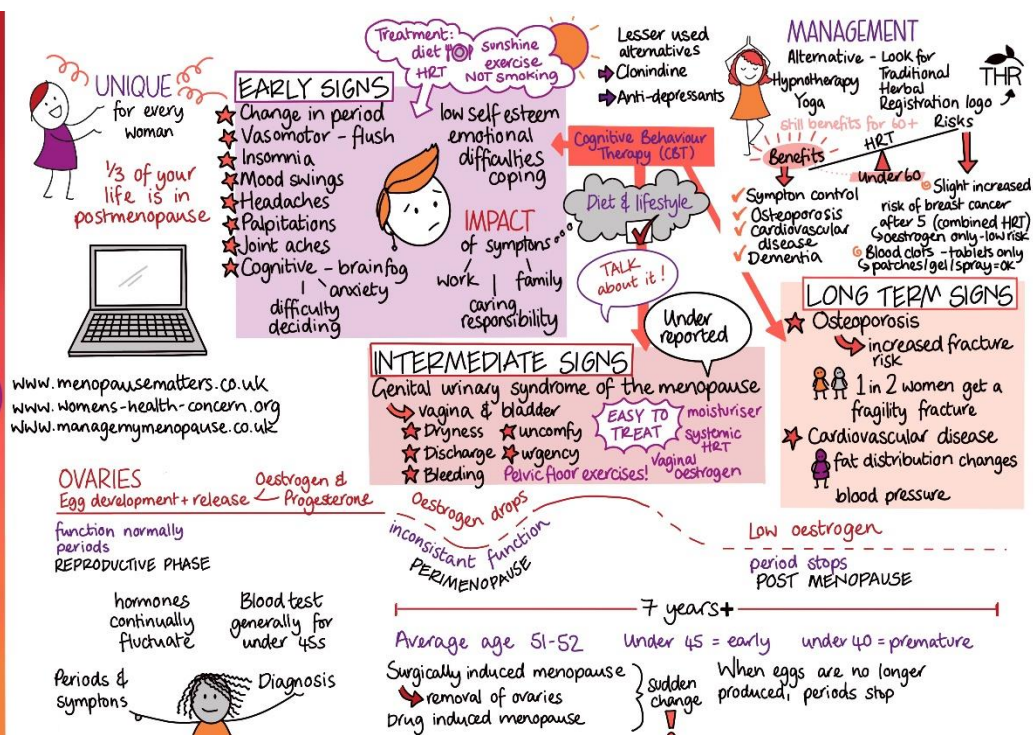 UNIQUE
for every
woman
1/3 of your
life is in
postmenopause
www.menopausematters.co.uk
www.womens-health-concern.org
www.managemymenopause.co.uk
EARLY SIGNS
Change in period
Vasomotor - flush
Insomnia
Mood swings
Headaches
Palpitations
Joint aches
Cognitive - brainfog
anxiety
difficulty
deciding
Treatment:
diet
HRT
sunshine
exercise
NOT SMOKING
low self esteem
emotional
difficulties
coping
IMPACT
of symptoms
work
family
caring
responsibility
Lesser used
alternatives
Clonindine
Anti-depressants
Cognitive Behaviour
Therapy (CBT)
Diet & lifestyle
TALK
about it!
Under
reported
MANAGEMENT
Alternative - Look for
Hypnotherapy
Yoga
Traditional
Herbal
Registration logo
THR
still benefits for 60+
HRT
Risks
Benefits
under 60
Sympton control
Osteoporosis
Cardiovascular
disease
Dementia
Slight increased
risk of breast cancer
after 5 (combined HRT)
oestrogen only-low risk
Blood clots - tablets only
patches/gel/spray=ok
INTERMEDIATE SIGNS
Genital urinary syndrome of the menopause
vagina & bladder
Dryness
uncomfy
Discharge
urgency
Bleeding
Pelvic floor exercises!
EASY TO
TREAT
moisturiser
systemic
HRT
Vaginal
oestrogen
LONG TERM SIGNS
Osteoporosis
increased fracture
risk
1 in 2 women get a
fragility fracture
Cardiovascular disease
fat distribution changes
blood pressure
OVARIES
Egg development + release
Oestrogen &
Progesterone
function normally
periods
REPRODUCTIVE PHASE
Oestrogen drops
inconsistant function
PERIMENOPAUSE
Low oestrogen
period stops
POST MENOPAUSE
7 years+
hormones
continually
fluctuate
Blood test
generally for
under 45s
Periods &
symptons
Diagnosis
Average age 51-52
Under 45 = early
under 40 = premature
Surgically induced menopause
removal of ovaries
Drug induced menopause
sudden
change
!
When eggs are no longer
produced, periods stop